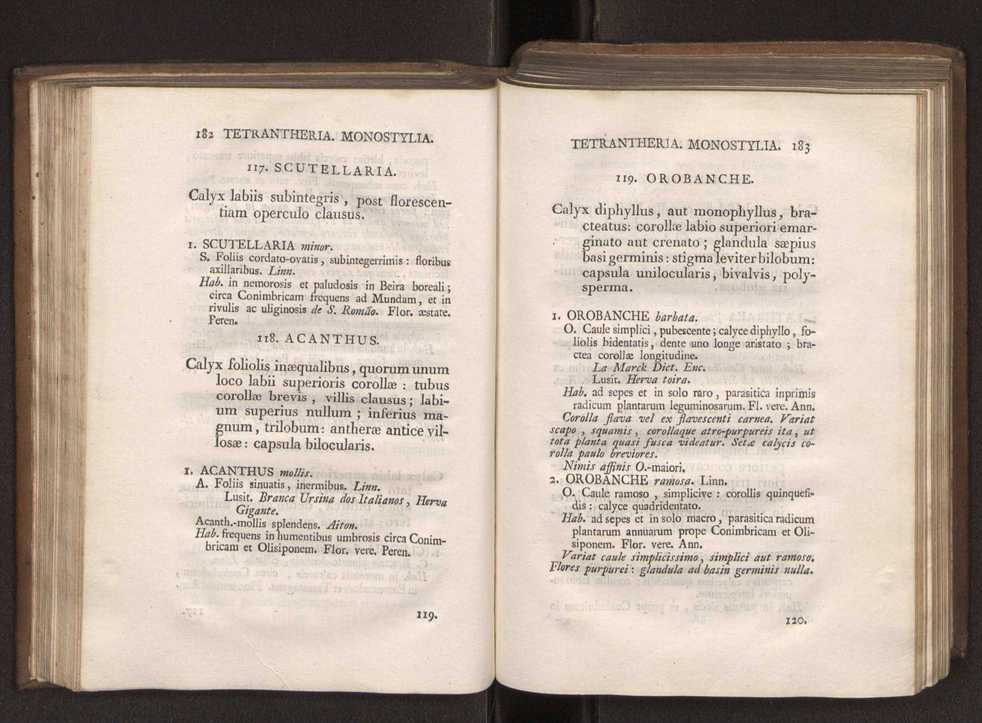 182 TETRANTHERIA. MONOSTYLIA.
117. SCUTELLARIA.
Calyx labiis subintegris, post florescen-
tiam operculo clausus.
1. SCUTELLARIA minor.
S. Foliis cordato-ovatis, subintegerrimis: floribus
axillaribus. Linn.
Hab. in nemorosis et paludosis in Beira boreali;
circa Conimbricam frequens ad Mundam, et in
rivulis ac uliginosis de S. Romão. Flor. æstate.
Peren.
118. ACANTHUS.
Calyx foliolis inæqualibus, quorum unum
loco labii superioris corollæ: tubus
corollæ brevis, villis clausus; labi-
um superius nullum; inferius ma-
gnum, trilobum: antheræ antice vil-
losæ: capsula bilocularis.
1. ACANTHUS mollis.
A. Foliis sinuatis, inermibus. Linn.
Lusit. Branca Ursina dos Italianos, Herva
Gigante.
Acanth.-mollis splendens. Aiton.
Hab. frequens in humentibus umbrosis circa Conim-
bricam et Olisiponem. Flor. vere. Peren.
119.
TETRANTHERIA. MONOSTYLIA. 183
119. OROBANCHE.
Calyx diphyllus, aut monophyllus, bra-
cteatus: corollæ labio superiori emar-
ginato aut crenato; glandula sæpius
basi germinis: stigma leviter bilobum:
capsula unilocularis, bivalvis, poly-
sperma.
1. OROBANCHE barbata.
O. Caule simplici, pubescente; calyce diphyllo, fo-
liolis bidentatis, dente uno longe aristato; bra-
ctea corollæ longitudine.
La Marck Dict. Enc.
Lusit. Herva toira.
Hab. ad sepes et in solo raro, parasitica inprimis
radicum plantarum leguminosarum. Fl. vere. Ann.
Corolla flava vel ex flavescenti carnea. Variat
scapo, squamis, corollaque atro-purpureis ita, ut
tota planta quasi fusca videatur. Setæ calycis co-
rolla paulo breviores.
Nimis affinis O.-maiori.
2. OROBANCHE ramosa. Linn.
O. Caule ramoso, simplicive: corollis quinquefi-
dis: calyce quadridentato.
Hab. ad sepes et in solo macro, parasitica radicum
plantarum annuarum prope Conimbricam et Oli-
siponem. Flor. vere. Ann.
Variat caule simplicissimo, simplici aut ramoso.
Flores purpurei: glandula ad basin germinis nulla.
120.